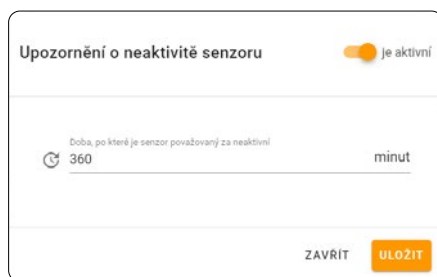 Upozornění o neaktivitě senzoru je aktivní
Doba, po které je senzor považovaný za neaktivní
360 minut
ZAVŘÍT ULOŽIT